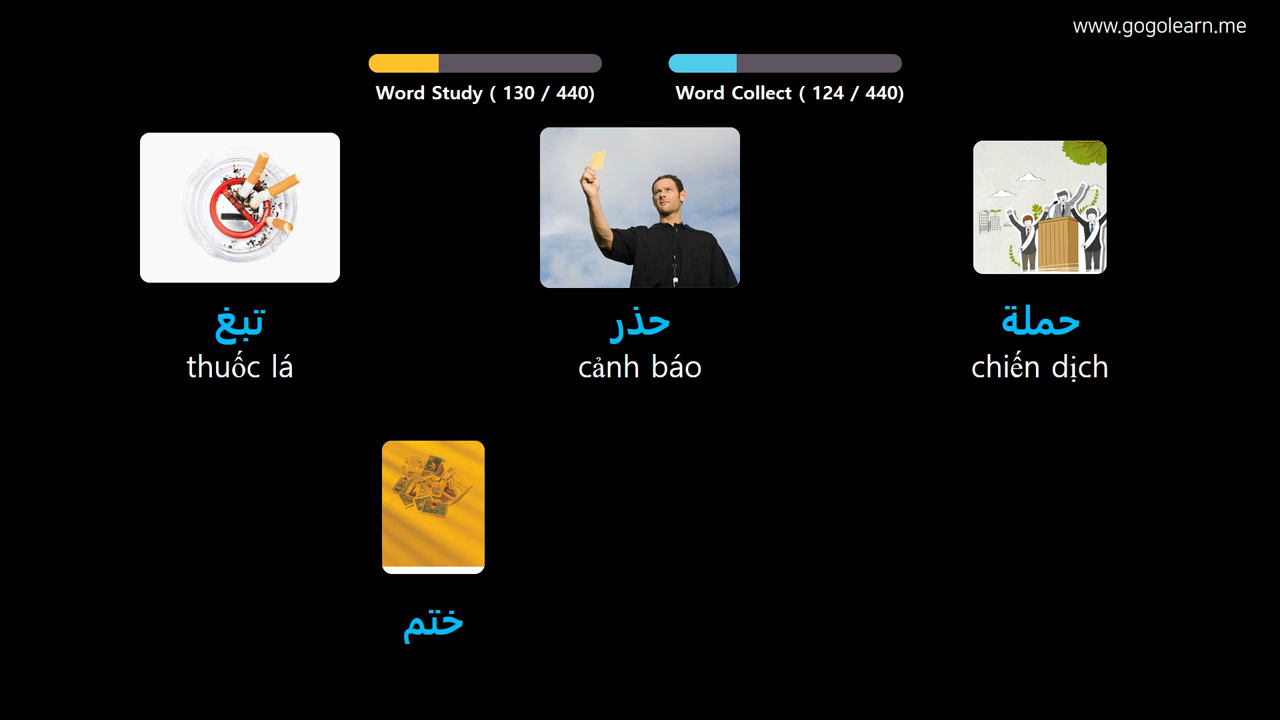 www.gogolearn.me
Word Study ( 130 / 440)
Word Collect ( 124 / 440)
تبغ
thuốc lá
حذر
cảnh báo
حملة
chiến dịch
ختم